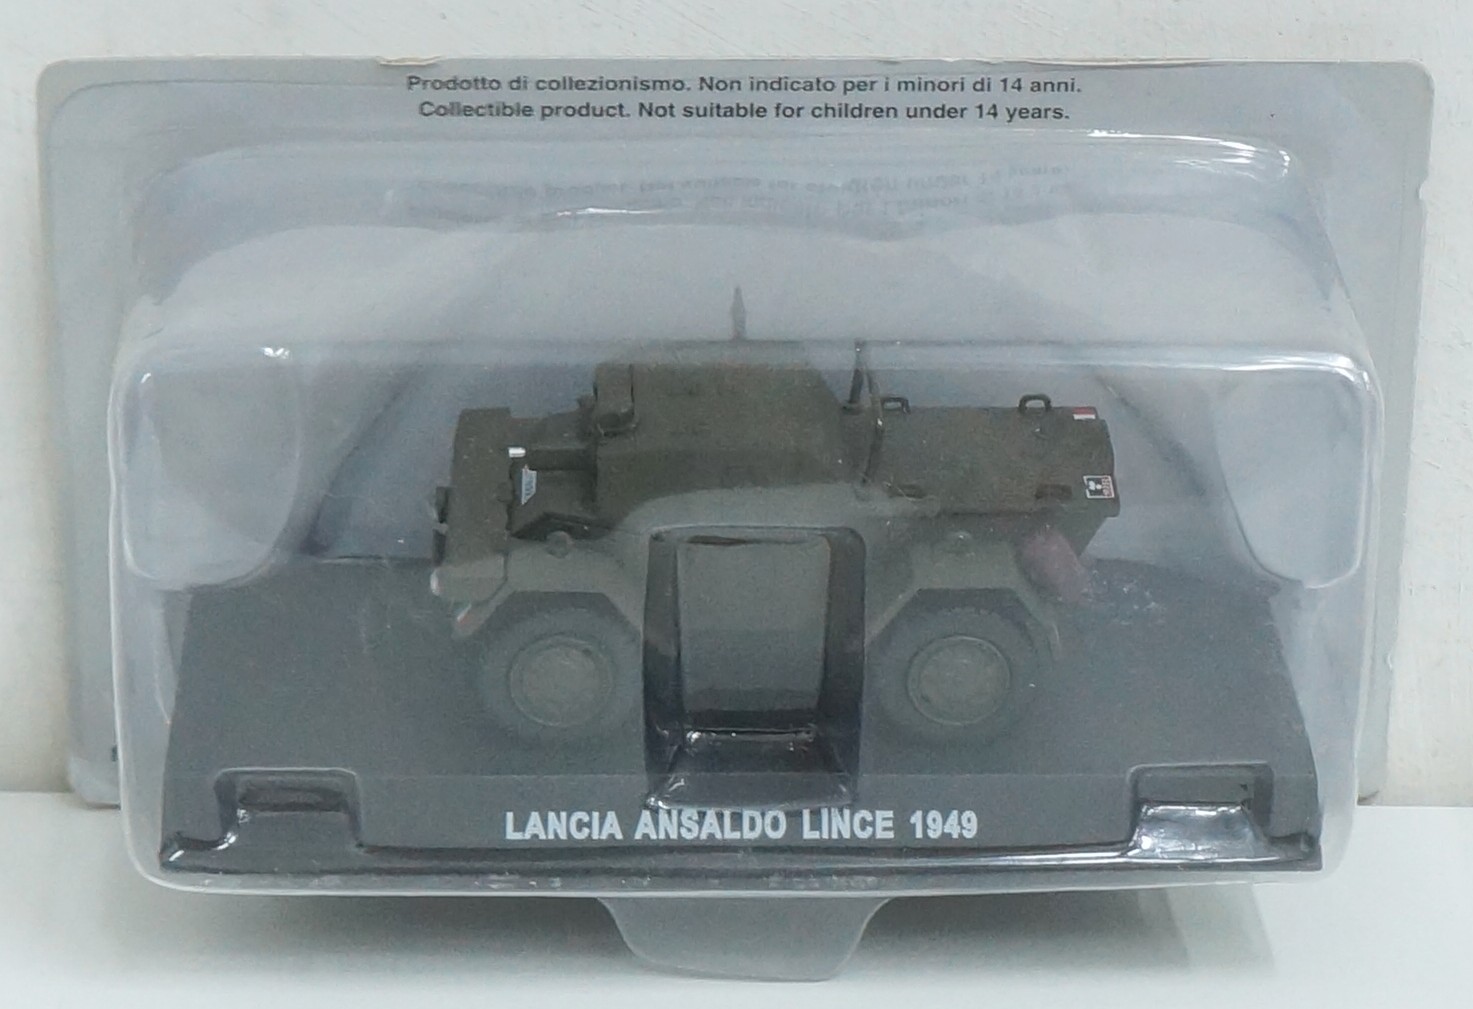 Prodotto di collezionismo. Non indicato per i minori di 14 anni.
Collectible product. Not suitable for children under 14 years.
LANCIA ANSALDO LINCE 1949